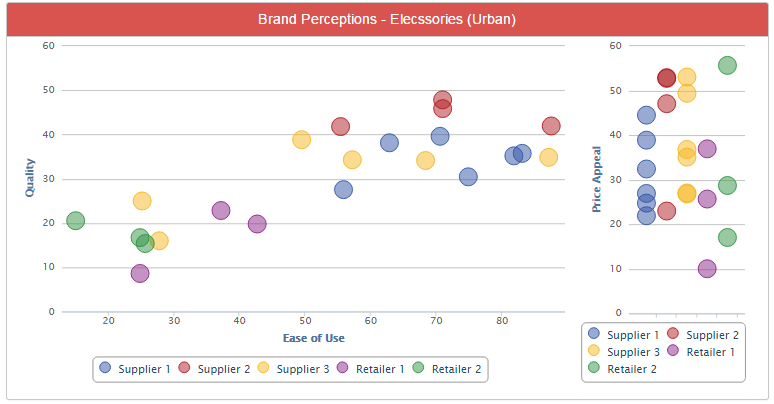 Brand Perceptions - Elecssories (Urban)
60
50
40
30
20
10
0
Quality
20 30 40 50 60 70 80
Ease of Use
Supplier 1 Supplier 2 Supplier 3 Retailer 1 Retailer 2
60
50
40
30
20
10
0
Price Appeal
Supplier 1 Supplier 2
Supplier 3 Retailer 1
Retailer 2